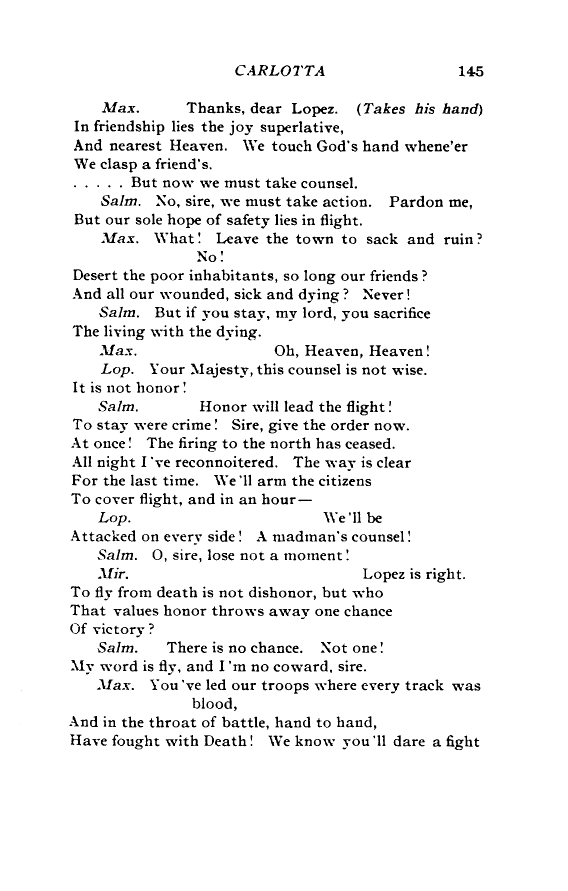 CARLOTTA 145
Max. Thanks, dear Lopez. (Takes his hand)
In friendship lies the joy superlative,
And nearest Heaven. We touch God's hand whene'er
We clasp a friend's.
. . . . . But now we must take counsel.
Salm. No, sire, we must take action. Pardon me,
But our sole hope of safety lies in flight.
Max. What! Leave the town to sack and ruin?
No!
Desert the poor inhabitants, so long our friends?
And all our wounded, sick and dying? Never!
Salm. But if you stay, my lord, you sacrifice
The living with the dying.
Max. Oh, Heaven, Heaven!
Lop. Your Majesty, this counsel is not wise.
It is not honor!
Salm. Honor will lead the flight!
To stay were crime! Sire, give the order now.
At once! The firing to the north has ceased.
All night I've reconnoitered. The way is clear
For the last time. We'll arm the citizens
To cover flight, and in an hour—
Lop. We'll be
Attacked on every side! A madman's counsel!
Salm. O, sire, lose not a moment!
Mir. Lopez is right.
To fly from death is not dishonor, but who
That values honor throws away one chance
Of victory?
Salm. There is no chance. Not one!
My word is fly, and I'm no coward, sire.
Max. You've led our troops where every track was
blood,
And in the throat of battle, hand to hand,
Have fought with Death! We know you'll dare a fight